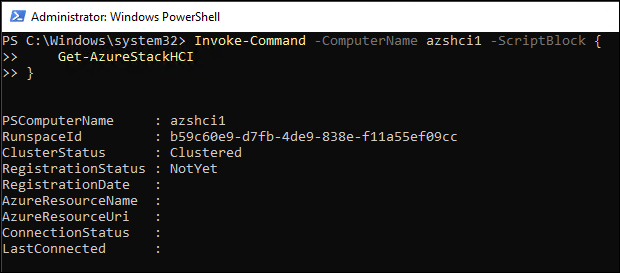 Administrator: Windows PowerShell
PS C:\Windows\system32> Invoke-Command -ComputerName azshci1 -ScriptBlock {
>>     Get-AzureStackHCI
>> }
PSComputerName     : azshci1
RunspaceId         : b59c60e9-d7fb-4de9-838e-f11a55ef09cc
ClusterStatus      : Clustered
RegistrationStatus : NotYet
RegistrationDate   :
AzureResourceName  :
AzureResourceUri   :
ConnectionStatus   :
LastConnected      :